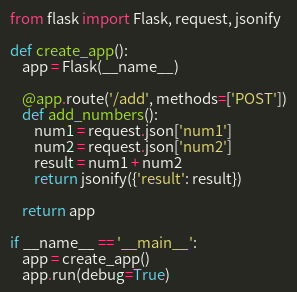 from flask import Flask, request, jsonify

def create_app():
    app = Flask(__name__)

    @app.route('/add', methods=['POST'])
    def add_numbers():
        num1 = request.json['num1']
        num2 = request.json['num2']
        result = num1 + num2
        return jsonify({'result': result})

    return app

if __name__ == '__main__':
    app = create_app()
    app.run(debug=True)